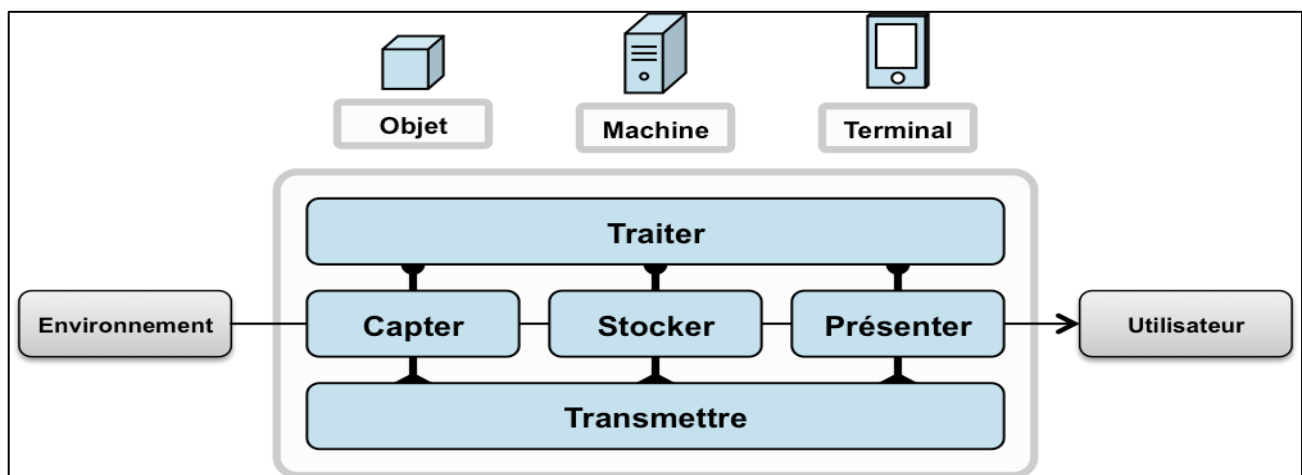 Objet
Machine
Terminal
Traiter
Environnement
Capter
Stocker
Présenter
Utilisateur
Transmettre